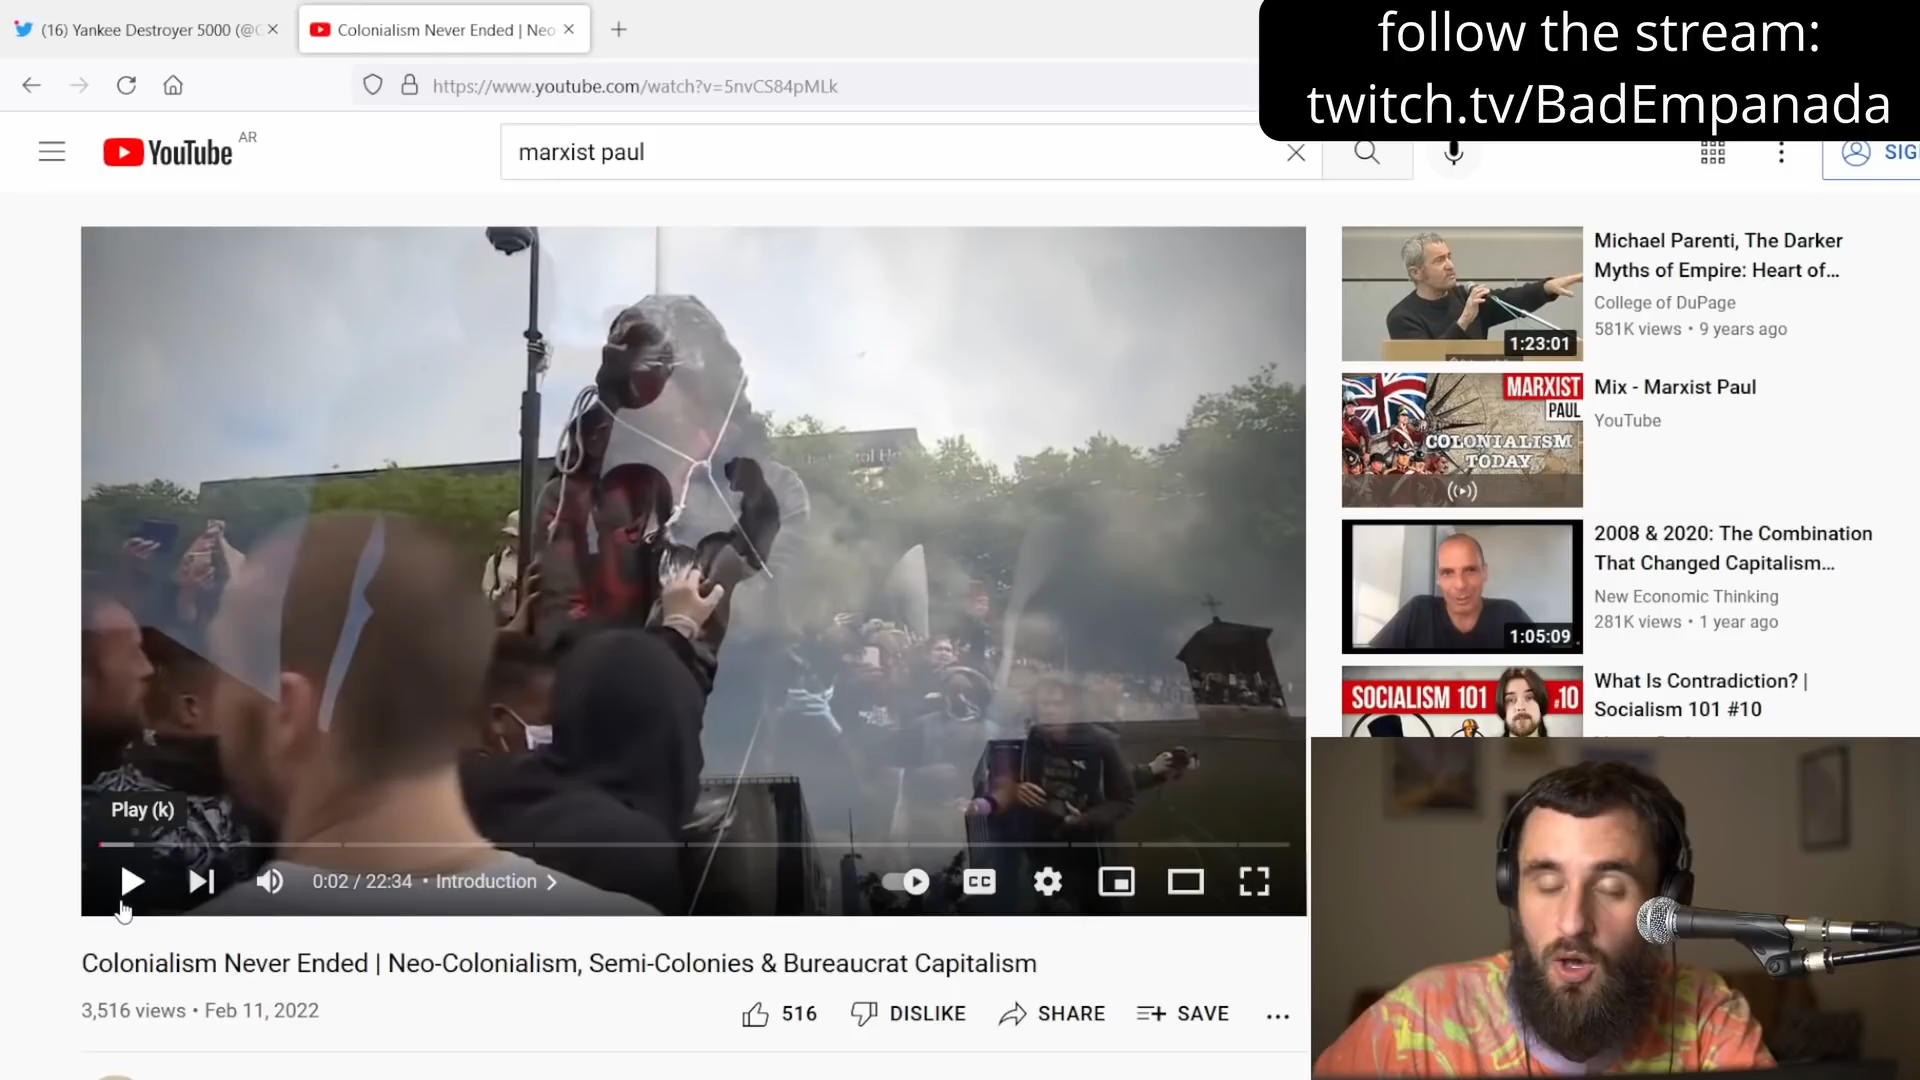 (16) Yankee Destroyer 5000 (@
Colonialism Never Ended | Neo
follow the stream:
twitch.tv/BadEmpanada
https://www.youtube.com/watch?v=5nvCS84pMLk
YouTube AR
marxist paul
SIG
Michael Parenti, The Darker
Myths of Empire: Heart of...
College of DuPage
581K views • 9 years ago
1:23:01
MARXIST
PAUL
COLONIALISM
TODAY
Mix - Marxist Paul
YouTube
2008 & 2020: The Combination
That Changed Capitalism...
New Economic Thinking
281K views • 1 year ago
1:05:09
SOCIALISM 101 #10
What Is Contradiction? |
Socialism 101 #10
Play (k)
0:02 / 22:34 • Introduction
CC
Colonialism Never Ended | Neo-Colonialism, Semi-Colonies & Bureaucrat Capitalism
3,516 views • Feb 11, 2022
516 DISLIKE SHARE SAVE